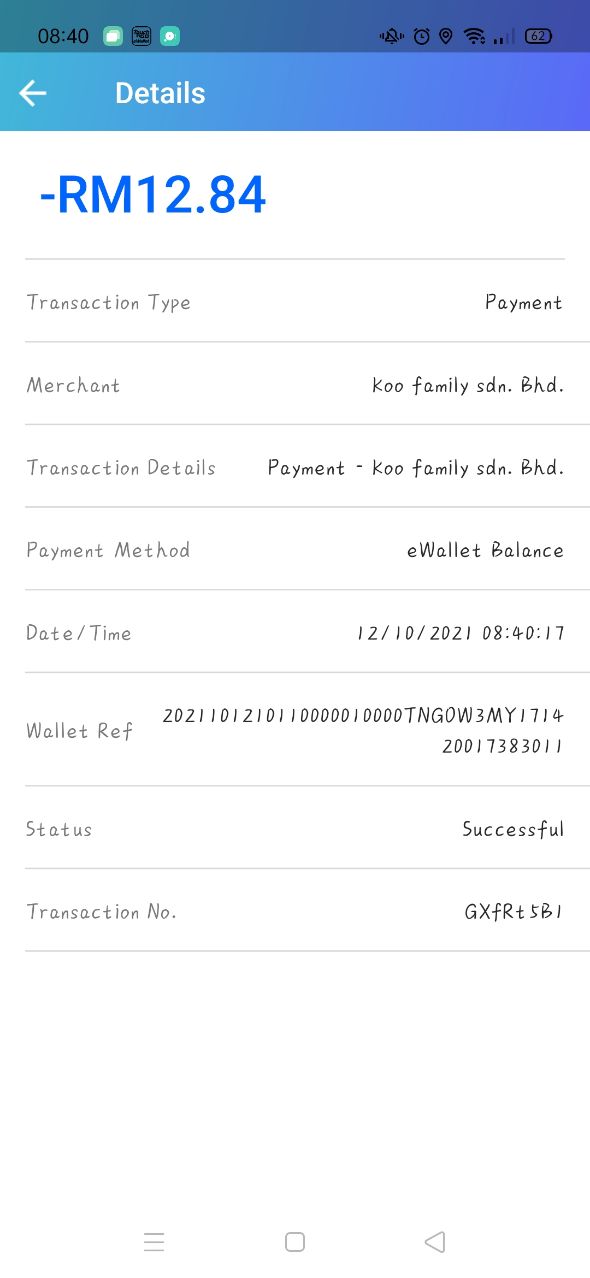 08:40
62
Details
-RM12.84
Transaction Type Payment
Merchant Koo family sdn. Bhd.
Transaction Details Payment - Koo family sdn. Bhd.
Payment Method eWallet Balance
Date/Time 12/10/2021 08:40:17
Wallet Ref 20211012101100000100000TNGOW3MY1714
20017383011
Status Successful
Transaction No. GXfRt5B1